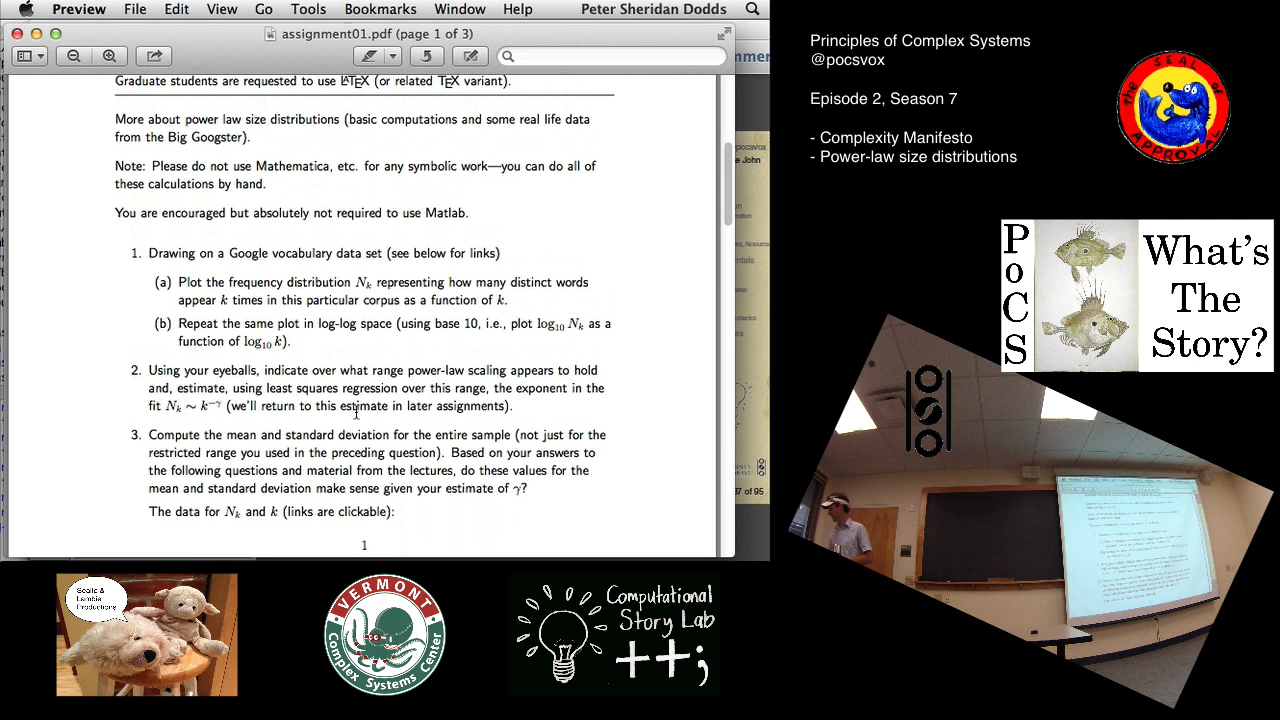 Preview File Edit View Go Tools Bookmarks Window Help Peter Sheridan Dodds
assignment01.pdf (page 1 of 3)
Graduate students are requested to use LATEX (or related TEX variant).
More about power law size distributions (basic computations and some real life data
from the Big Googster).
Note: Please do not use Mathematica, etc. for any symbolic work—you can do all of
these calculations by hand.
You are encouraged but absolutely not required to use Matlab.
1. Drawing on a Google vocabulary data set (see below for links)
(a) Plot the frequency distribution Nk representing how many distinct words
appear k times in this particular corpus as a function of k.
(b) Repeat the same plot in log-log space (using base 10, i.e., plot log10 Nk as a
function of log10 k).
2. Using your eyeballs, indicate over what range power-law scaling appears to hold
and, estimate, using least squares regression over this range, the exponent in the
fit Nk ∼ k−γ (we'll return to this estimate in later assignments).
3. Compute the mean and standard deviation for the entire sample (not just for the
restricted range you used in the preceding question). Based on your answers to
the following questions and material from the lectures, do these values for the
mean and standard deviation make sense given your estimate of γ?
The data for Nk and k (links are clickable):
1
mmer
pocsvox
e John
37 of 95
Principles of Complex Systems
@pocsvox
Episode 2, Season 7
- Complexity Manifesto
- Power-law size distributions
the SEAL of
APPROVAL
PoCS
What's
The
Story?
Sealie &
Lambie
Productions
VERMONT
Complex Systems Center
Computational
Story Lab
++;